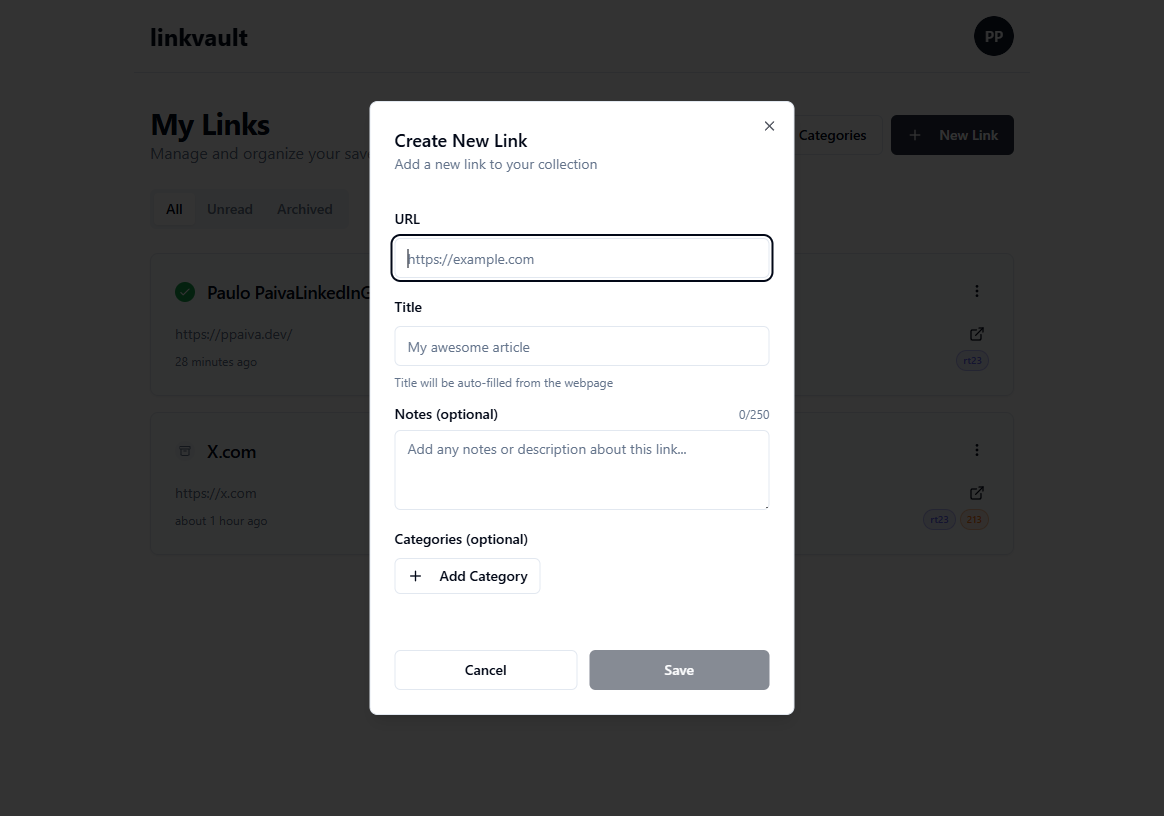 linkvault
PP
My Links
Manage and organize your save
Categories
+ New Link
All Unread Archived
Paulo PaivaLinkedInG
https://ppaiva.dev/
28 minutes ago
rt23
X.com
https://x.com
about 1 hour ago
rt23
Create New Link
Add a new link to your collection
URL
https://example.com
Title
My awesome article
Title will be auto-filled from the webpage
Notes (optional)
0/250
Add any notes or description about this link...
Categories (optional)
+ Add Category
Cancel
Save